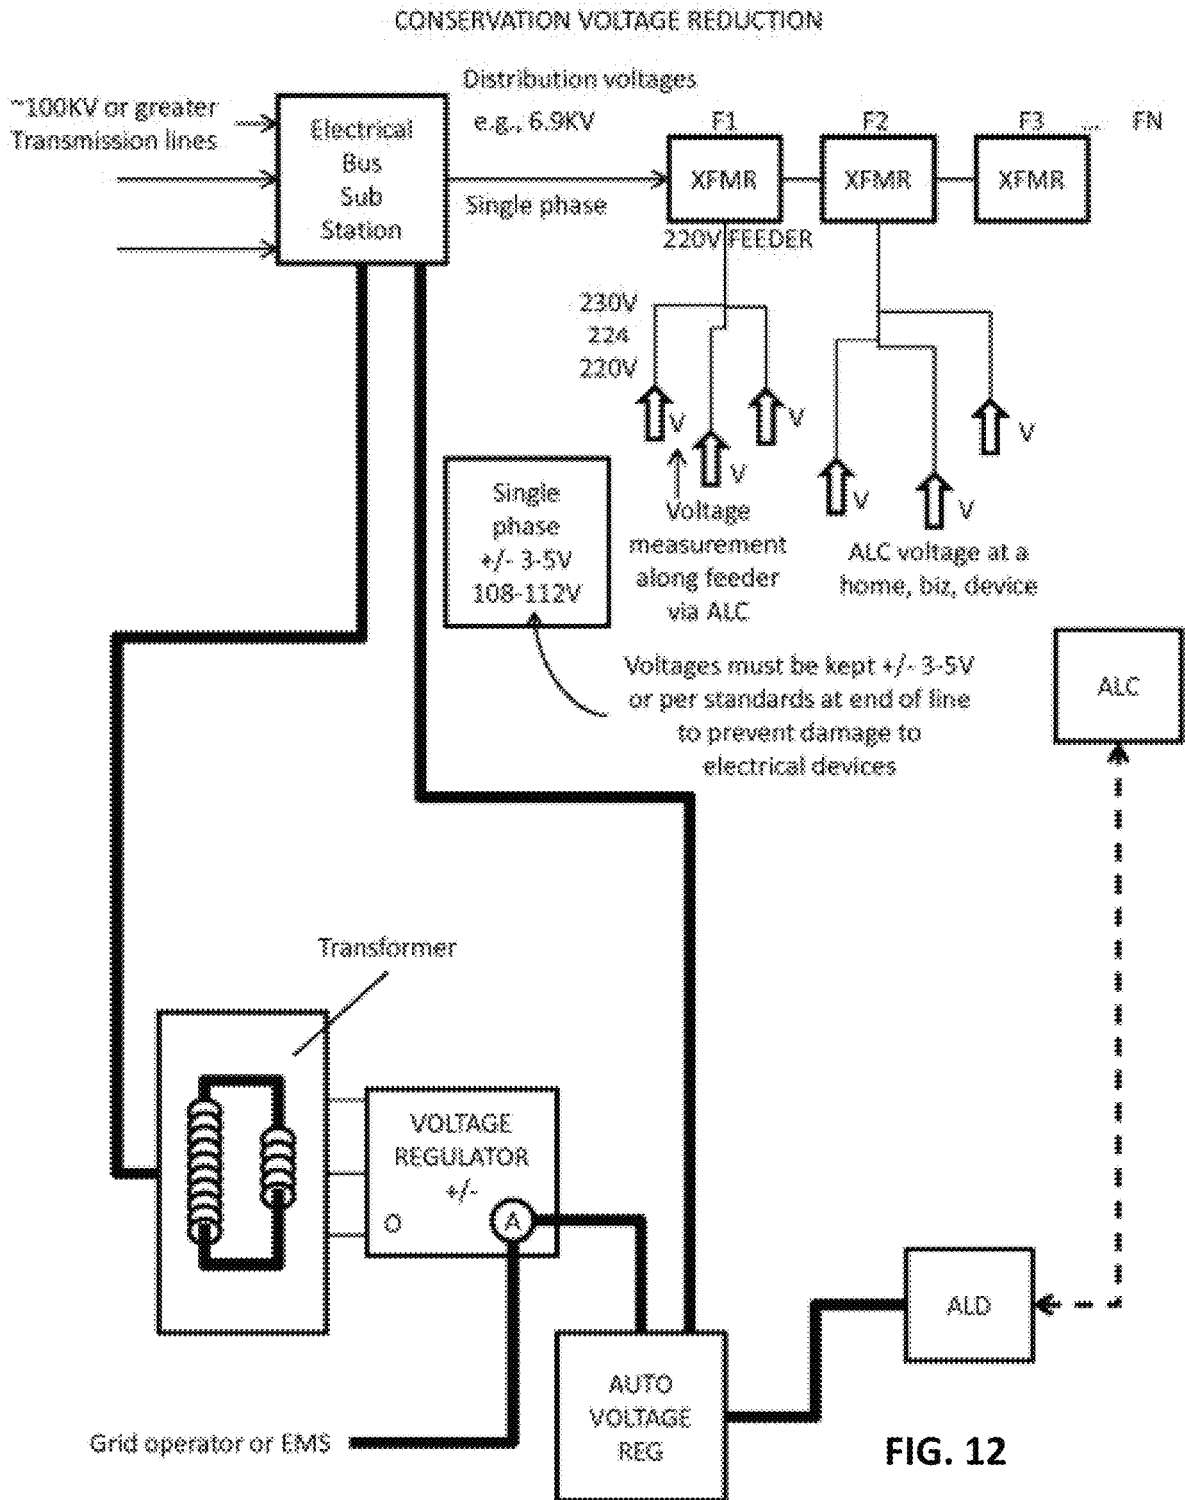 CONSERVATION VOLTAGE REDUCTION
Distribution voltages
e.g., 6.9KV
~100KV or greater
Transmission lines
Electrical
Bus
Sub
Station
Single phase
F1
F2
F3
...
FN
XFMR
XFMR
XFMR
220V FEEDER
230V
224
220V
V
V
V
V
V
V
Single
phase
+/- 3-5V
108-112V
Voltage
measurement
along feeder
via ALC
ALC voltage at a
home, biz, device
Voltages must be kept +/- 3-5V
or per standards at end of line
to prevent damage to
electrical devices
ALC
Transformer
VOLTAGE
REGULATOR
+/-
O
A
ALD
AUTO
VOLTAGE
REG
Grid operator or EMS
FIG. 12